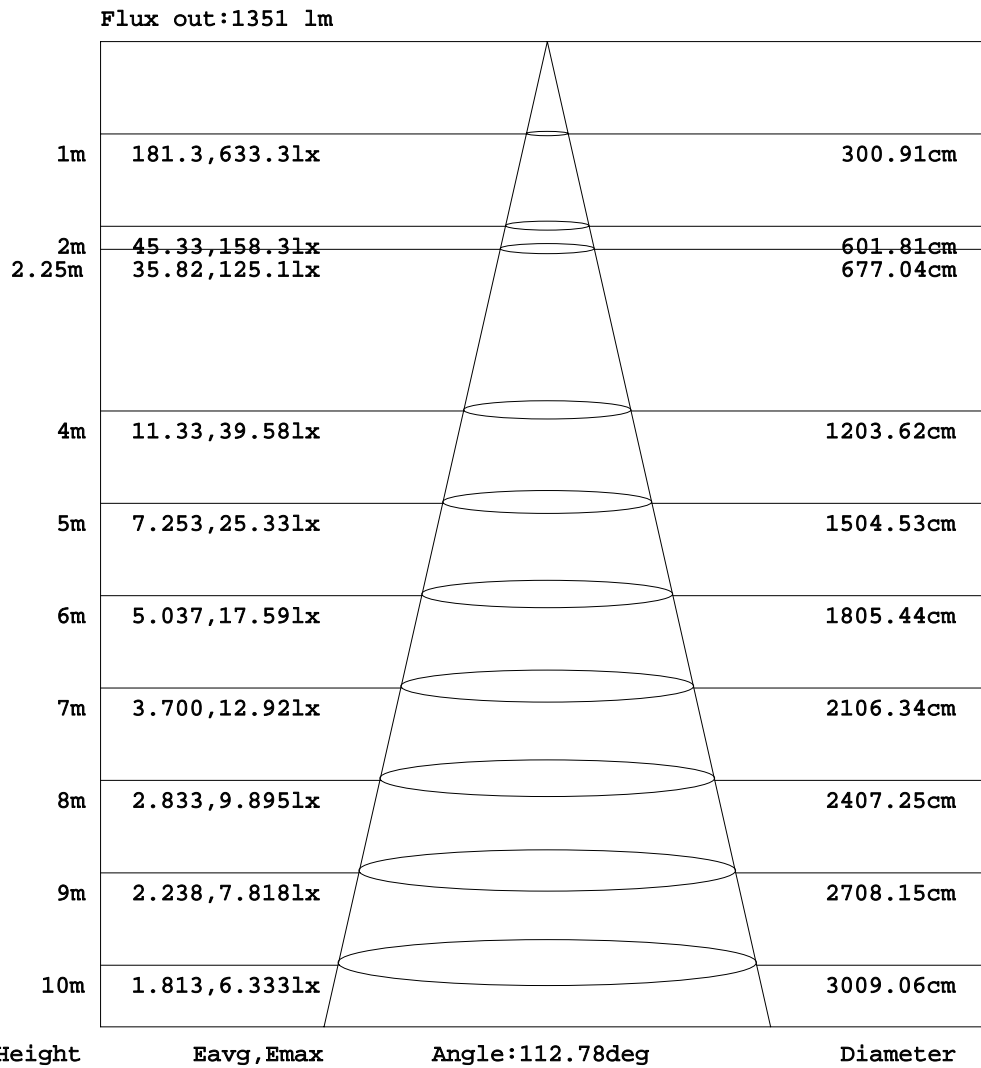 Flux out:1351 lm
1m 181.3,633.3lx 300.91cm
2m 45.33,158.3lx 601.81cm
2.25m 35.82,125.1lx 677.04cm
4m 11.33,39.58lx 1203.62cm
5m 7.253,25.33lx 1504.53cm
6m 5.037,17.59lx 1805.44cm
7m 3.700,12.92lx 2106.34cm
8m 2.833,9.895lx 2407.25cm
9m 2.238,7.818lx 2708.15cm
10m 1.813,6.333lx 3009.06cm
Height Eavg,Emax Angle:112.78deg Diameter